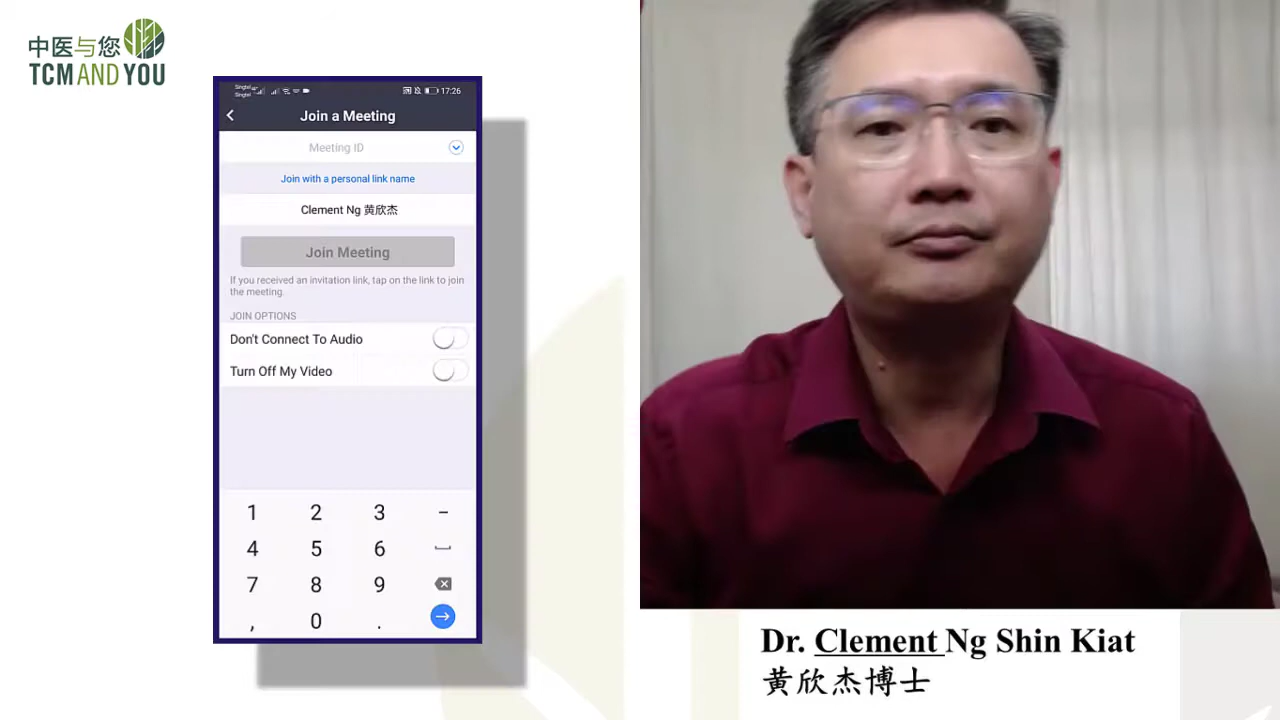 中医与您
TCM AND YOU
Singtel
Singtel
17:26
Join a Meeting
Meeting ID
Join with a personal link name
Clement Ng 黄欣杰
Join Meeting
If you received an invitation link, tap on the link to join
the meeting.
JOIN OPTIONS
Don't Connect To Audio
Turn Off My Video
1 2 3 -
4 5 6
7 8 9
, 0 .
Dr. Clement Ng Shin Kiat
黄欣杰博士